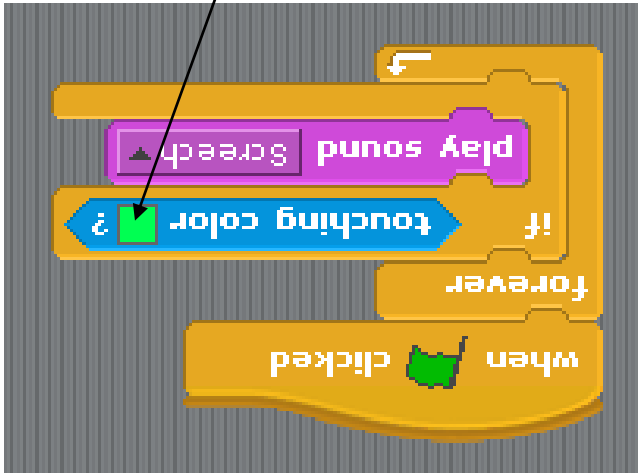 when clicked
forever
if touching color ?
play sound Screech